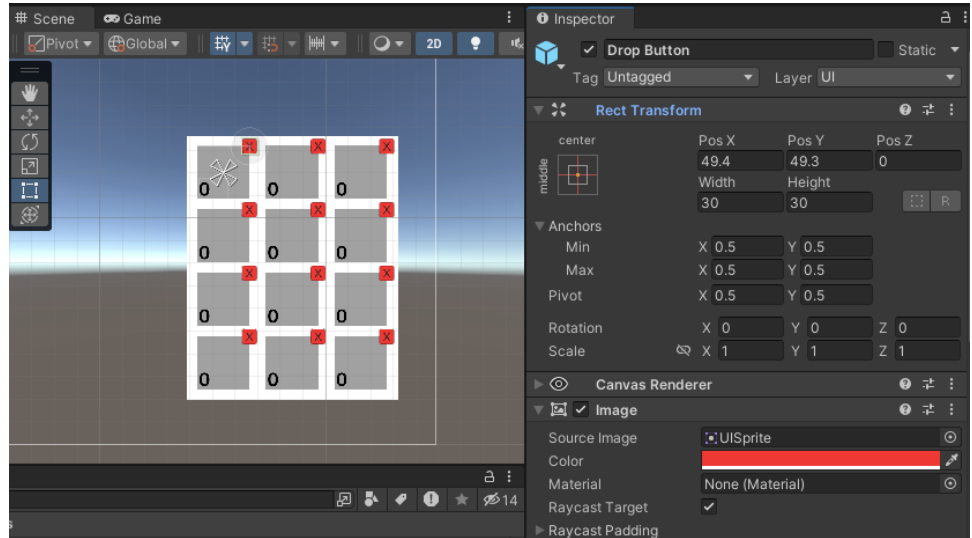 Scene Game
Pivot Global 2D
X X X
0 0 0
X X X
0 0 0
X X X
0 0 0
X X X
0 0 0
14
s
Inspector
Drop Button Static
Tag Untagged Layer UI
Rect Transform
center Pos X Pos Y Pos Z
middle 49.4 49.3 0
Width Height
30 30 R
Anchors
Min X 0.5 Y 0.5
Max X 0.5 Y 0.5
Pivot X 0.5 Y 0.5
Rotation X 0 Y 0 Z 0
Scale X 1 Y 1 Z 1
Canvas Renderer
Image
Source Image UISprite
Color
Material None (Material)
Raycast Target
Raycast Padding